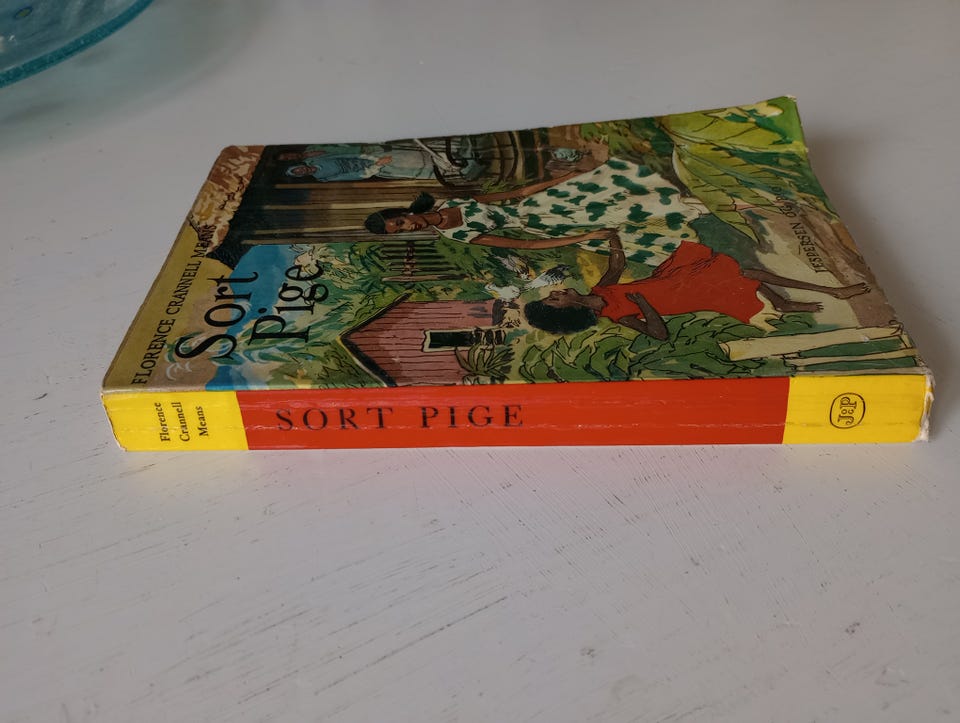 FLORENCE CRANNELL MEANS
Sort
Pige
JESPERSEN OG PIO
Florence
Crannell
Means
SORT PIGE
J&P